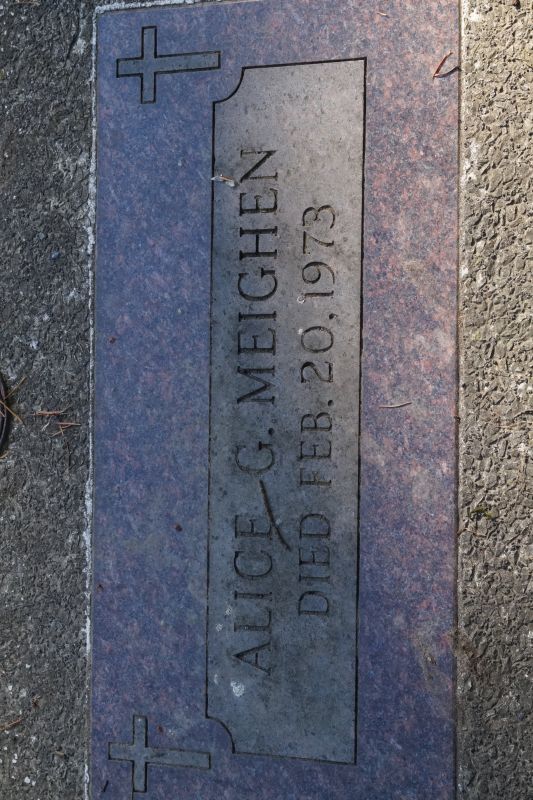 ALICE G. MEIGHEN
DIED FEB. 20, 1973